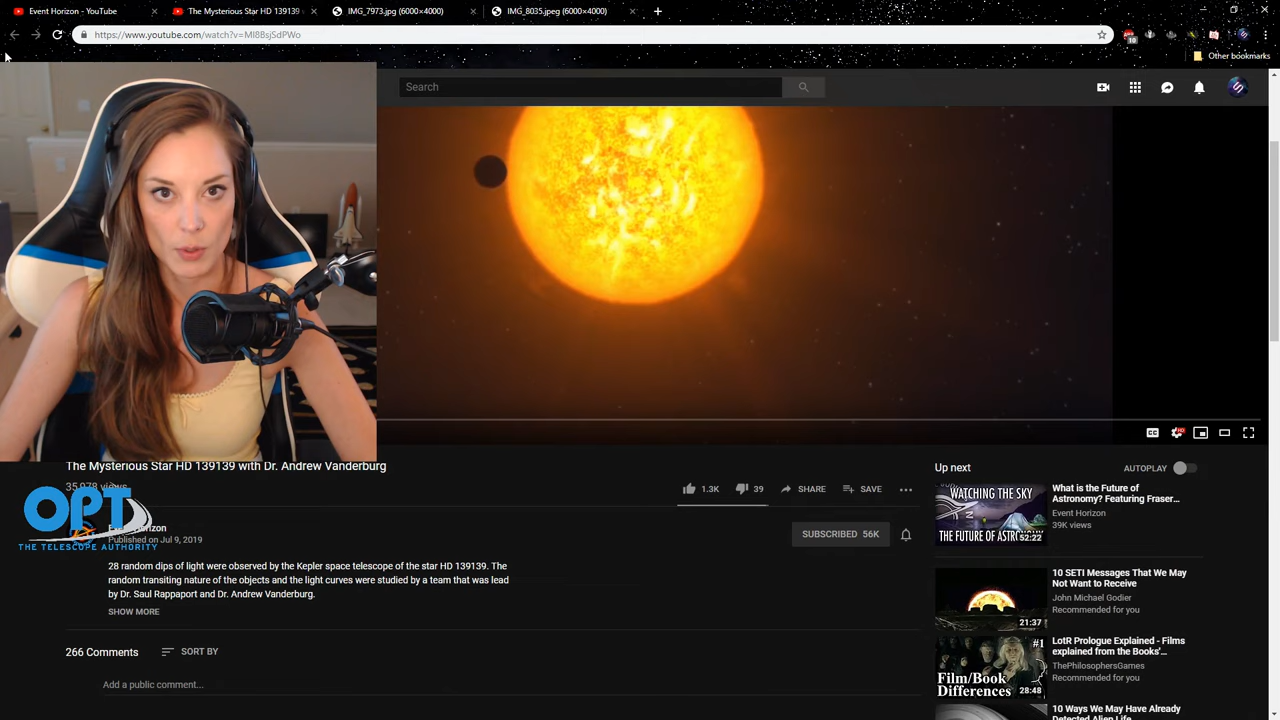 Event Horizon - YouTube
The Mysterious Star HD 139139
IMG_7973.jpg (6000×4000)
IMG_8035.jpeg (6000×4000)
https://www.youtube.com/watch?v=Ml88sjSdPWo
Other bookmarks
Search
The Mysterious Star HD 139139 with Dr. Andrew Vanderburg
35,978 views
1.3K
39
SHARE
SAVE
OPT
THE TELESCOPE AUTHORITY
Event Horizon
Published on Jul 9, 2019
SUBSCRIBED 56K
28 random dips of light were observed by the Kepler space telescope of the star HD 139139. The
random transiting nature of the objects and the light curves were studied by a team that was lead
by Dr. Saul Rappaport and Dr. Andrew Vanderburg.
SHOW MORE
266 Comments
SORT BY
Add a public comment...
Up next
AUTOPLAY
WATCHING THE SKY
THE FUTURE OF ASTRONOMY
52:22
What is the Future of
Astronomy? Featuring Fraser...
Event Horizon
39K views
21:37
10 SETI Messages That We May
Not Want to Receive
John Michael Godier
Recommended for you
#1
Film/Book
Differences
28:48
LotR Prologue Explained - Films
explained from the Books'...
ThePhilosophersGames
Recommended for you
10 Ways We May Have Already
Detected Alien Life